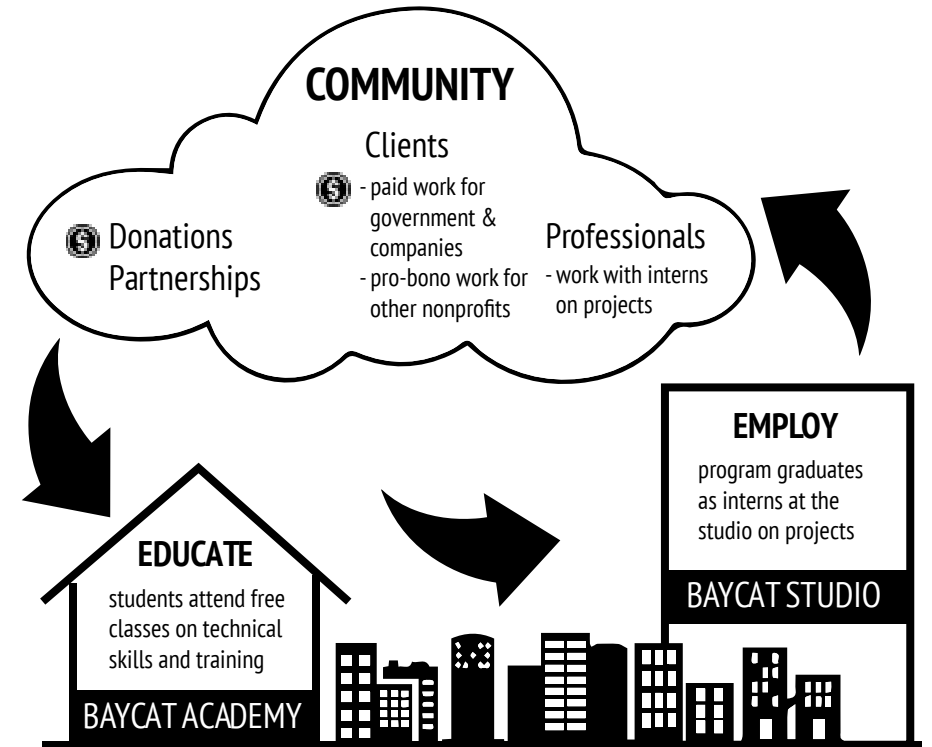 COMMUNITY
Clients
- paid work for
government &
companies
- pro-bono work for
other nonprofits
$
$ Donations
Partnerships
Professionals
- work with interns
on projects
EDUCATE
students attend free
classes on technical
skills and training
BAYCAT ACADEMY
EMPLOY
program graduates
as interns at the
studio on projects
BAYCAT STUDIO